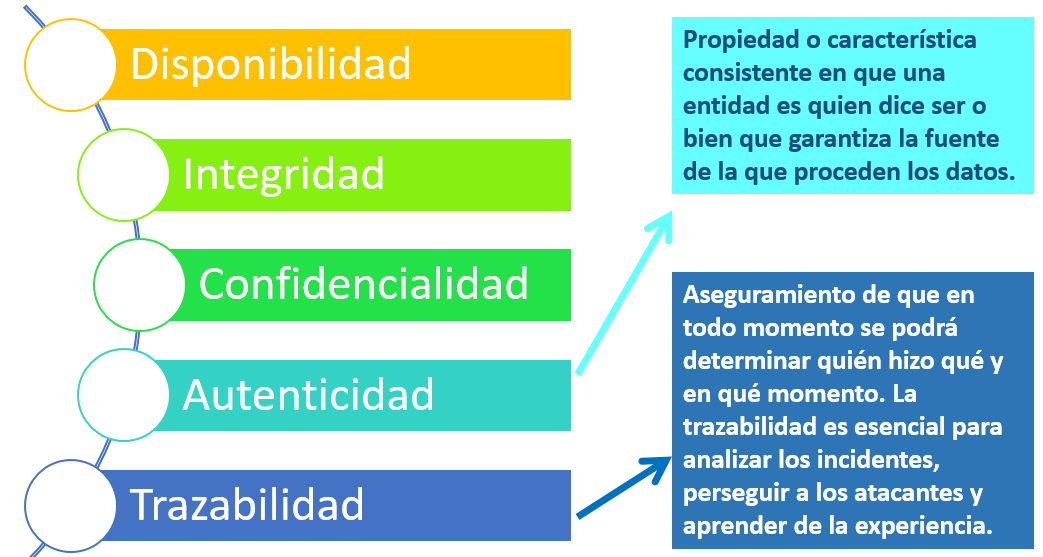 Disponibilidad
Integridad
Confidencialidad
Autenticidad
Trazabilidad
Propiedad o característica
consistente en que una
entidad es quien dice ser o
bien que garantiza la fuente
de la que proceden los datos.
Aseguramiento de que en
todo momento se podrá
determinar quién hizo qué y
en qué momento. La
trazabilidad es esencial para
analizar los incidentes,
perseguir a los atacantes y
aprender de la experiencia.